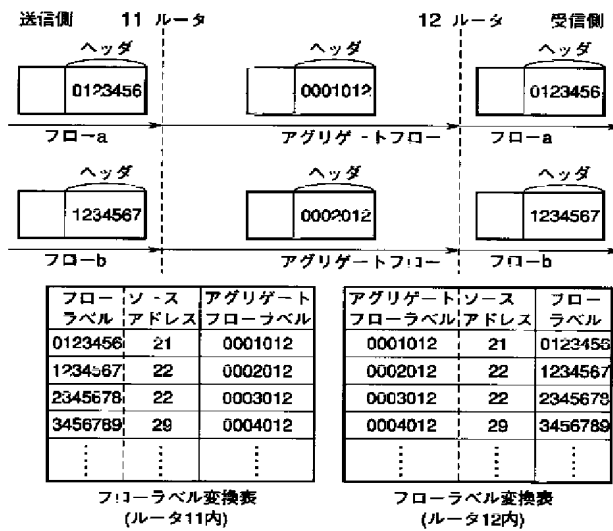 送信側 11 ルータ 12 ルータ 受信側
ヘッダ ヘッダ ヘッダ
0123456 0001012 0123456
フローa アグリゲートフロー フローa
ヘッダ ヘッダ ヘッダ
1234567 0002012 1234567
フローb アグリゲートフロー フローb
フロー ソース アグリゲート アグリゲート ソース フロー
ラベル アドレス フローラベル フローラベル アドレス ラベル
0123456 21 0001012 0001012 21 0123456
1234567 22 0002012 0002012 22 1234567
2345678 22 0003012 0003012 22 2345678
3456789 29 0004012 0004012 29 3456789
フローラベル変換表 フローラベル変換表
(ルータ11内) (ルータ12内)